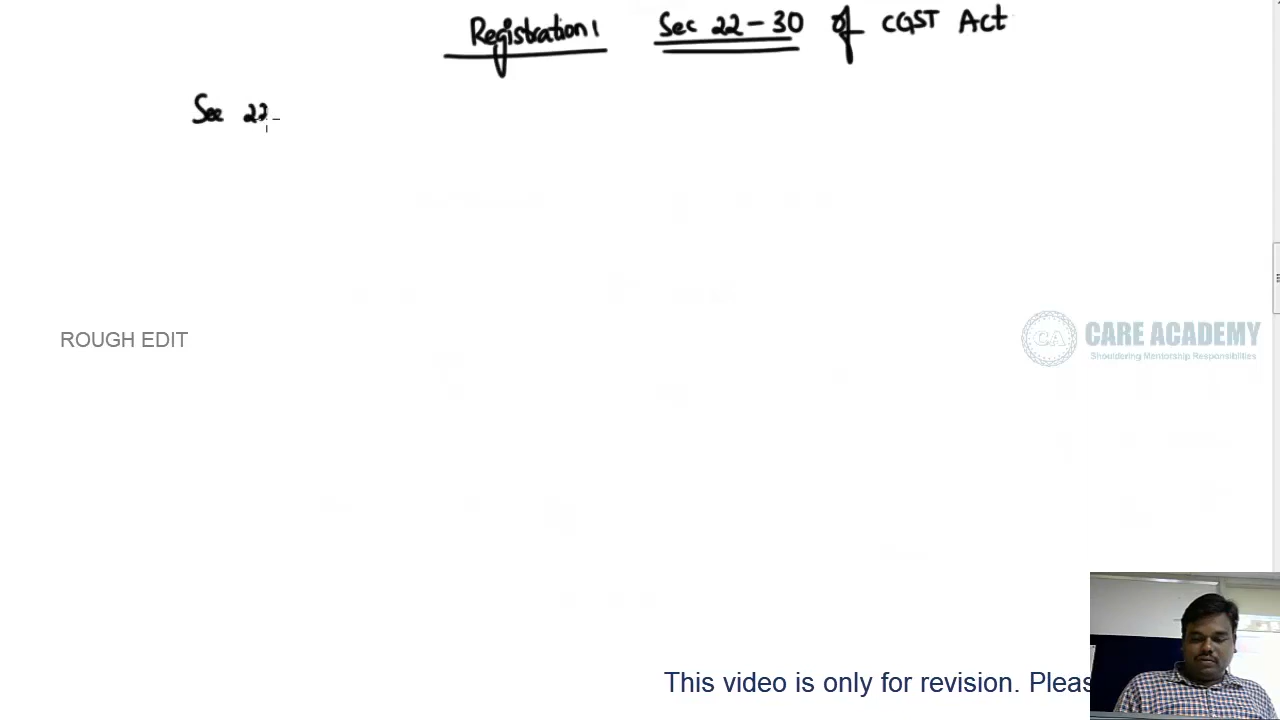 Registration: Sec 22-30 of CGST Act
Sec 22
ROUGH EDIT
CA CARE ACADEMY
Shouldering Mentorship Responsibilities
This video is only for revision. Pleas